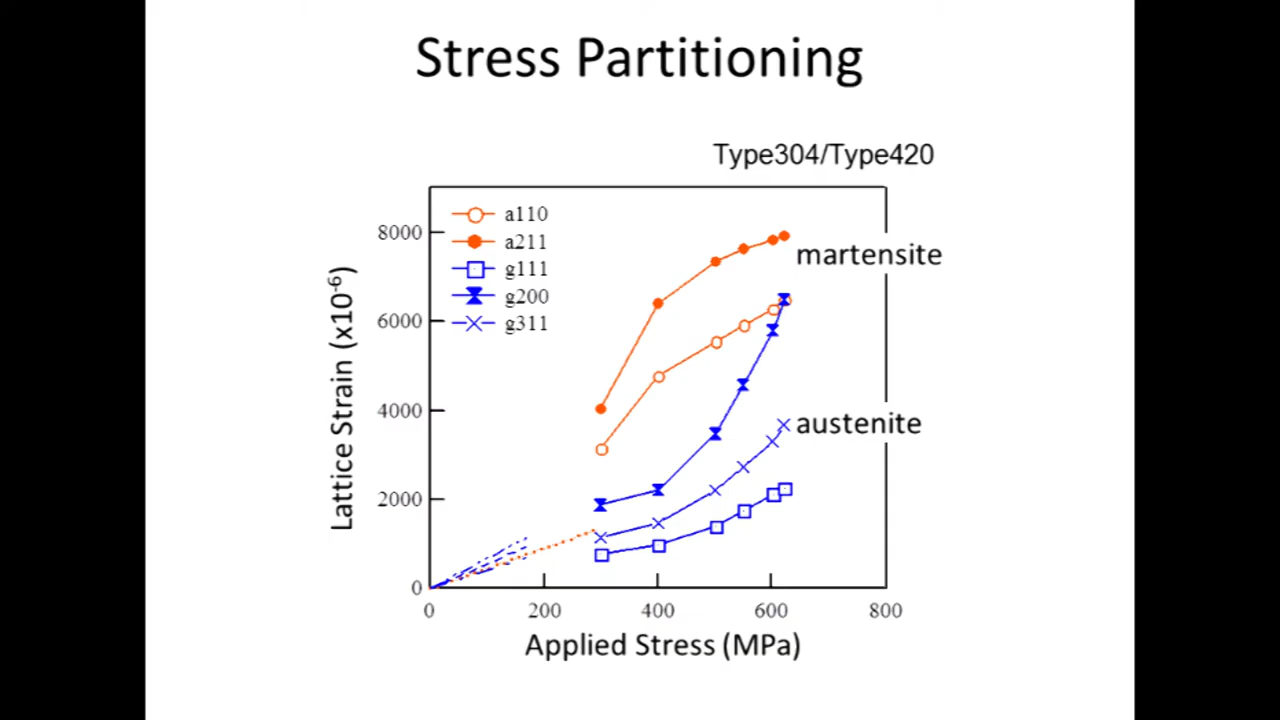 Stress Partitioning
Type304/Type420
a110
a211
g111
g200
g311
martensite
austenite
8000
6000
4000
2000
0
0 200 400 600 800
Lattice Strain (x10-6)
Applied Stress (MPa)